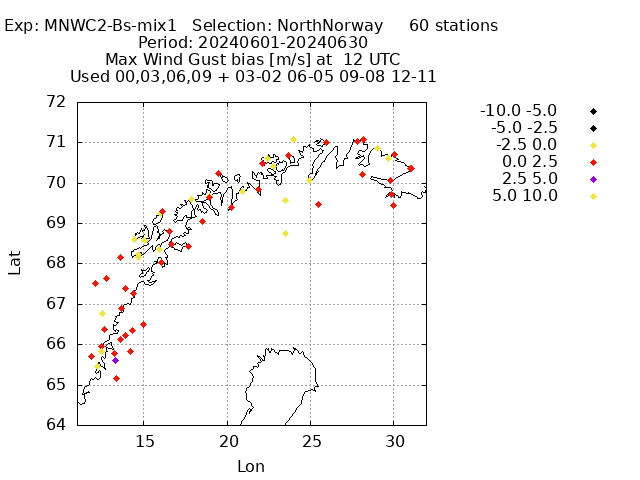 Exp: MNWC2-Bs-mix1   Selection: NorthNorway     60 stations
Period: 20240601-20240630
Max Wind Gust bias [m/s] at  12 UTC
Used 00,03,06,09 + 03-02 06-05 09-08 12-11
-10.0 -5.0
-5.0 -2.5
-2.5 0.0
0.0 2.5
2.5 5.0
5.0 10.0
72
71
70
69
68
67
66
65
64
Lat
15 20 25 30
Lon